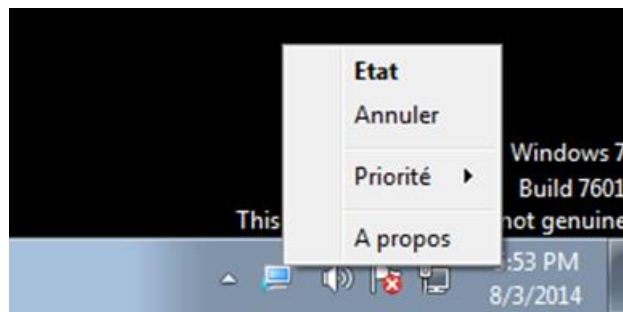 Etat
Annuler
Priorité
A propos
Windows 7
Build 7601
This not genuine
:53 PM
8/3/2014